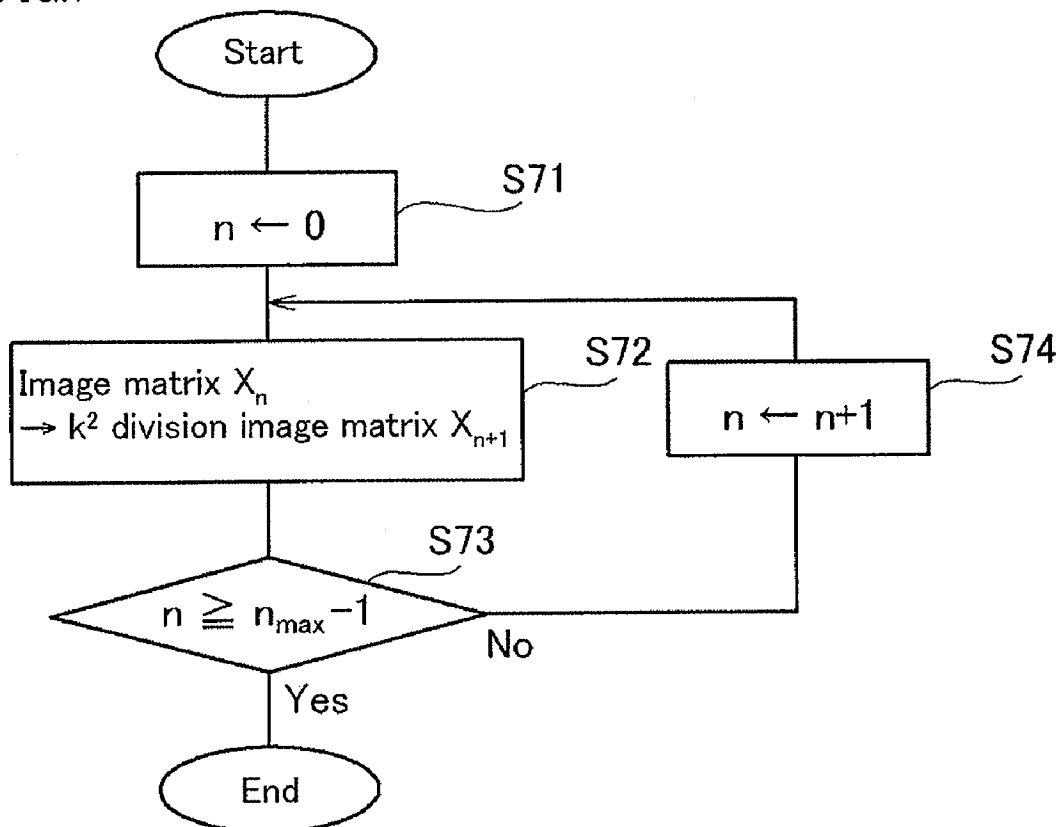 Start
S71
n ← 0
S72
Image matrix Xₙ
→ k² division image matrix Xₙ₊₁
S74
n ← n+1
S73
n ≧ nₘₐₓ-1
No
Yes
End